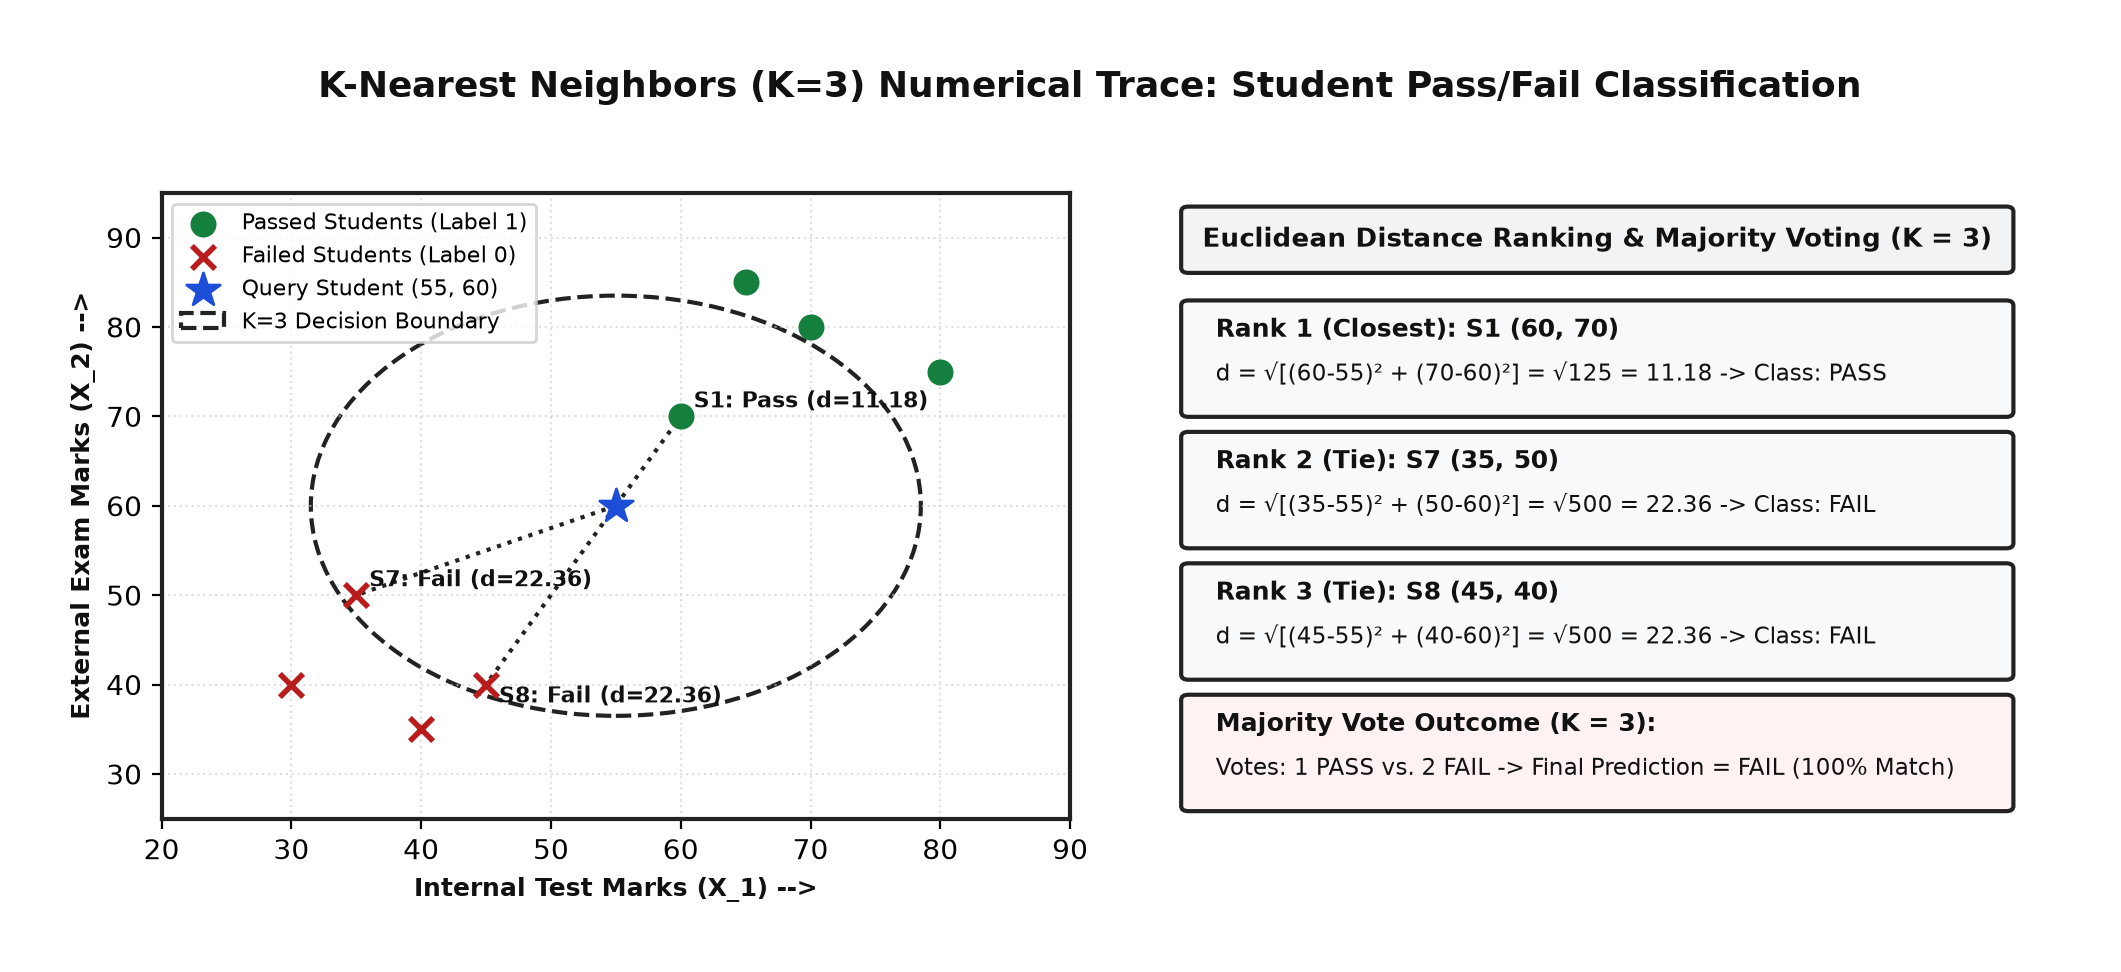 K-Nearest Neighbors (K=3) Numerical Trace: Student Pass/Fail Classification
Passed Students (Label 1)
Failed Students (Label 0)
Query Student (55, 60)
K=3 Decision Boundary
External Exam Marks (X_2) -->
90
80
70
60
50
40
30
S1: Pass (d=11.18)
S7: Fail (d=22.36)
S8: Fail (d=22.36)
20 30 40 50 60 70 80 90
Internal Test Marks (X_1) -->
Euclidean Distance Ranking & Majority Voting (K = 3)
Rank 1 (Closest): S1 (60, 70)
d = √[(60-55)² + (70-60)²] = √125 = 11.18 -> Class: PASS
Rank 2 (Tie): S7 (35, 50)
d = √[(35-55)² + (50-60)²] = √500 = 22.36 -> Class: FAIL
Rank 3 (Tie): S8 (45, 40)
d = √[(45-55)² + (40-60)²] = √500 = 22.36 -> Class: FAIL
Majority Vote Outcome (K = 3):
Votes: 1 PASS vs. 2 FAIL -> Final Prediction = FAIL (100% Match)